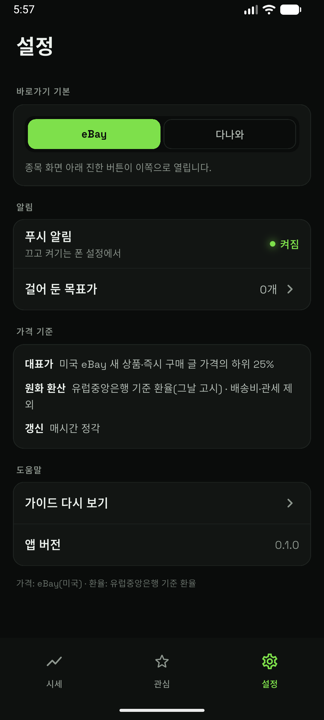 5:57
설정
바로가기 기본
eBay
다나와
종목 화면 아래 진한 버튼이 이쪽으로 열립니다.
알림
푸시 알림
끄고 켜기는 폰 설정에서
켜짐
걸어 둔 목표가
0개
가격 기준
대표가 미국 eBay 새 상품·즉시 구매 글 가격의 하위 25%
원화 환산 유럽중앙은행 기준 환율(그날 고시) · 배송비·관세 제
외
갱신 매시간 정각
도움말
가이드 다시 보기
앱 버전
0.1.0
가격: eBay(미국) · 환율: 유럽중앙은행 기준 환율
시세
관심
설정